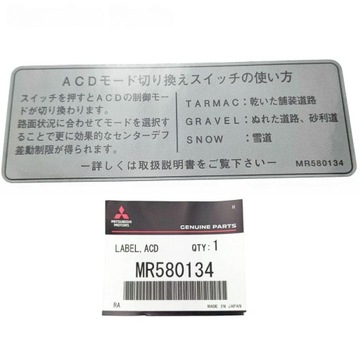 ACDモード切り換えスイッチの使い方
スイッチを押すとACDの制御モー
ドが切り換わります。
路面状況に合わせてモードを選択す
ることで更に効果的なセンターデフ
差動制限が得られます。
TARMAC:乾いた舗装道路
GRAVEL:ぬれた道路、砂利道
SNOW :雪道
ー詳しくは取扱説明書をご覧下さいー
MR580134
MITSUBISHI
MOTORS
GENUINE PARTS
LABEL,ACD QTY:1
MR580134
RA MADE IN JAPAN